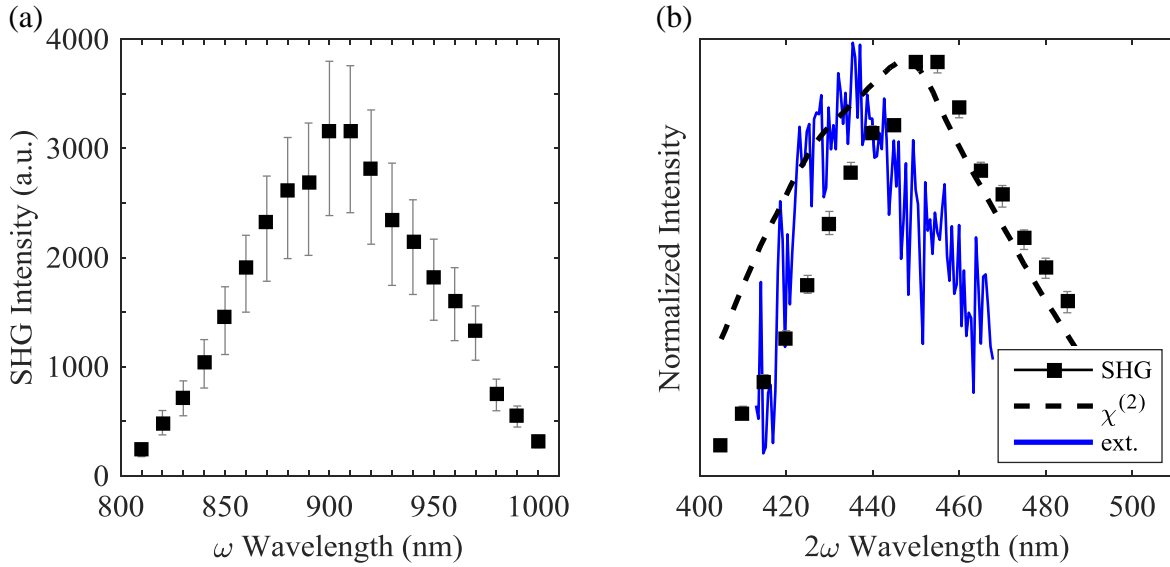 (a)
SHG Intensity (a.u.)
4000
3000
2000
1000
0
800
850
900
950
1000
ω Wavelength (nm)
(b)
Normalized Intensity
400
420
440
460
480
500
2ω Wavelength (nm)
SHG
χ(2)
ext.